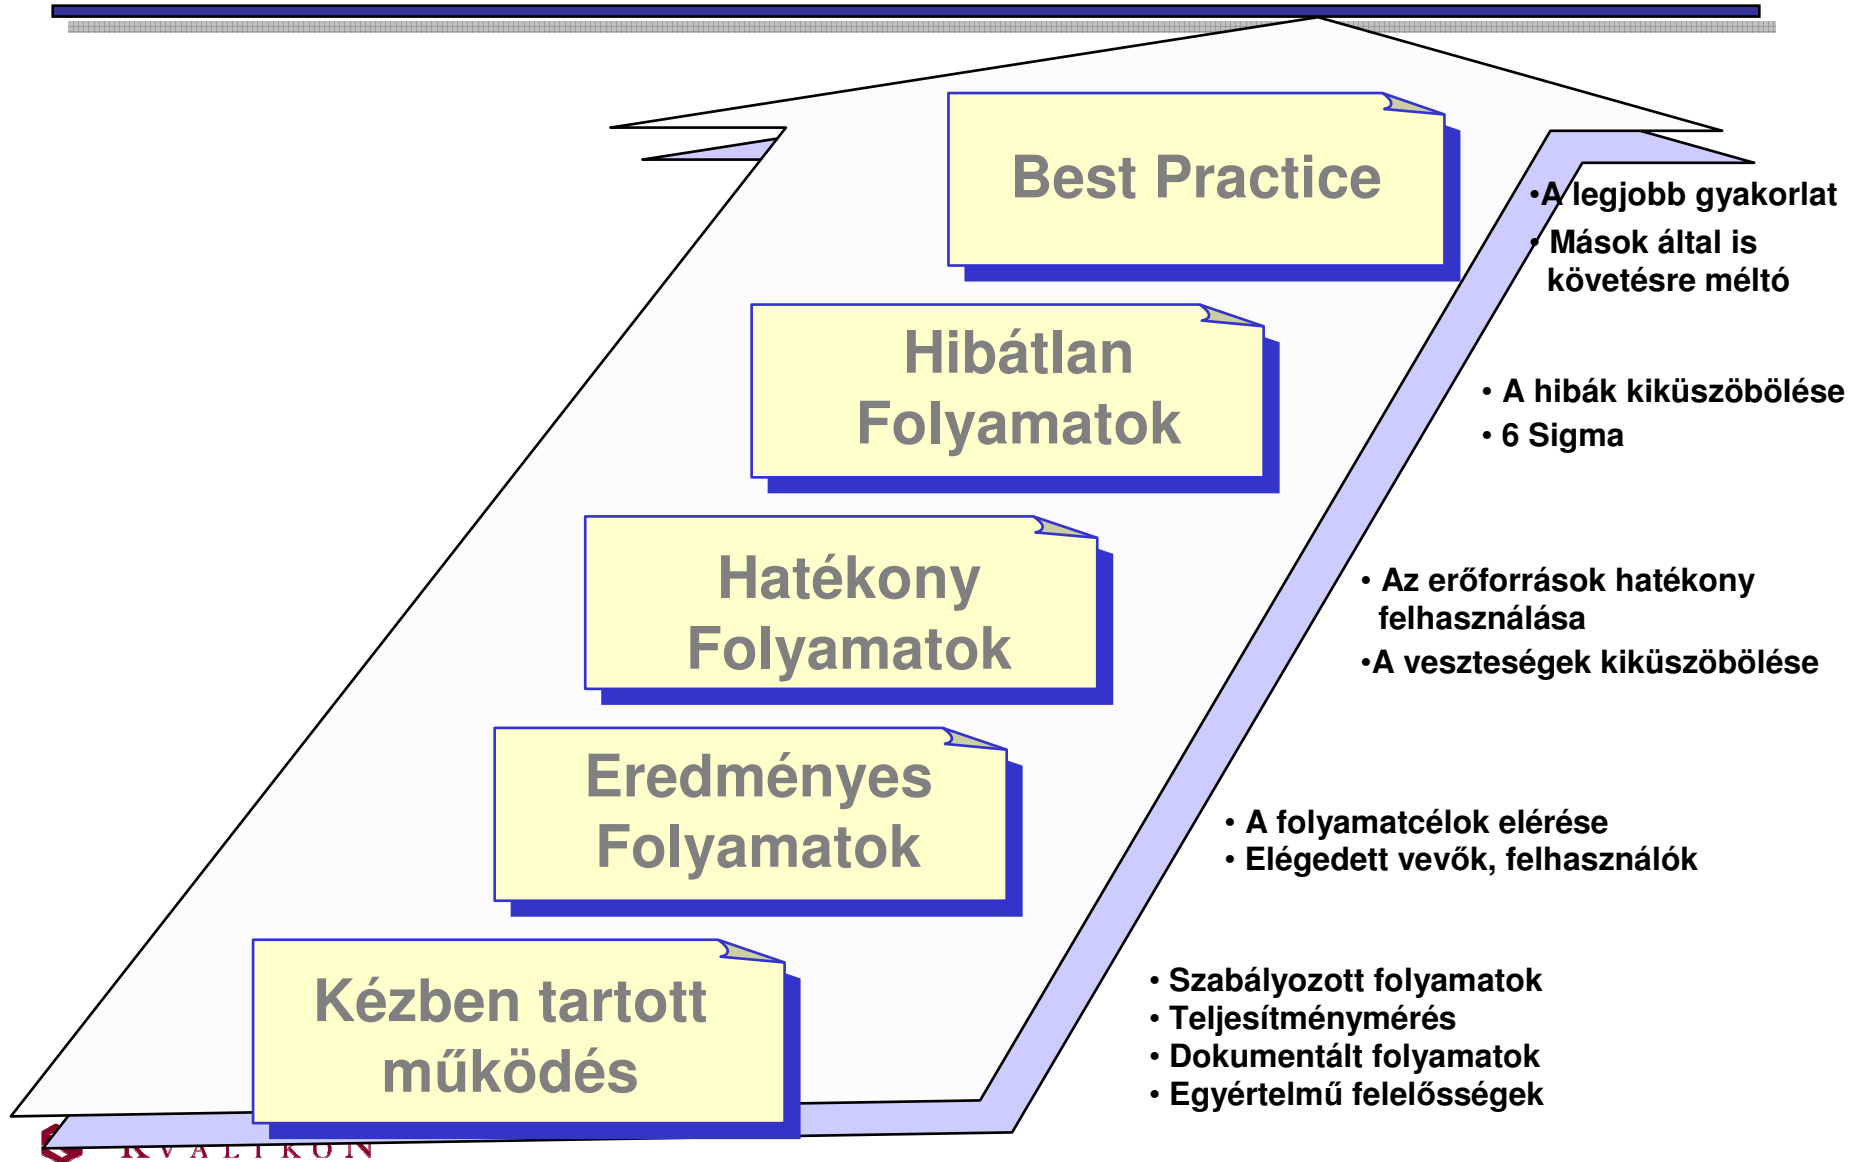 Best Practice
•A legjobb gyakorlat
• Mások által is
követésre méltó
Hibátlan
Folyamatok
• A hibák kiküszöbölése
• 6 Sigma
Hatékony
Folyamatok
• Az erőforrások hatékony
felhasználása
•A veszteségek kiküszöbölése
Eredményes
Folyamatok
• A folyamatcélok elérése
• Elégedett vevők, felhasználók
Kézben tartott
működés
• Szabályozott folyamatok
• Teljesítménymérés
• Dokumentált folyamatok
• Egyértelmű felelősségek
KVALIKON